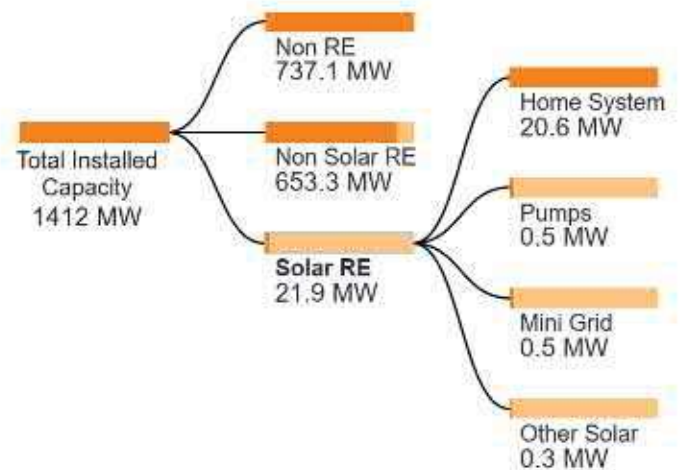 Non RE
737.1 MW
Total Installed
Capacity
1412 MW
Non Solar RE
653.3 MW
Solar RE
21.9 MW
Home System
20.6 MW
Pumps
0.5 MW
Mini Grid
0.5 MW
Other Solar
0.3 MW